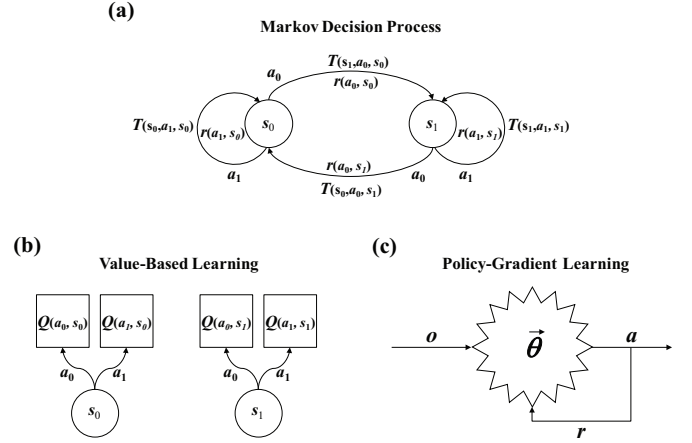 (a)
Markov Decision Process
T(s₁,a₀, s₀)
a₀
r(a₀, s₀)
T(s₀,a₁, s₀)
r(a₁, s₀)
s₀
s₁
r(a₁, s₁)
T(s₁,a₁, s₁)
r(a₀, s₁)
a₁
a₀
a₁
T(s₀,a₀, s₁)
(b)
Value-Based Learning
Q(a₀, s₀)
Q(a₁, s₀)
Q(a₀, s₁)
Q(a₁, s₁)
a₀
a₁
a₀
a₁
s₀
s₁
(c)
Policy-Gradient Learning
o
θ⃗
a
r